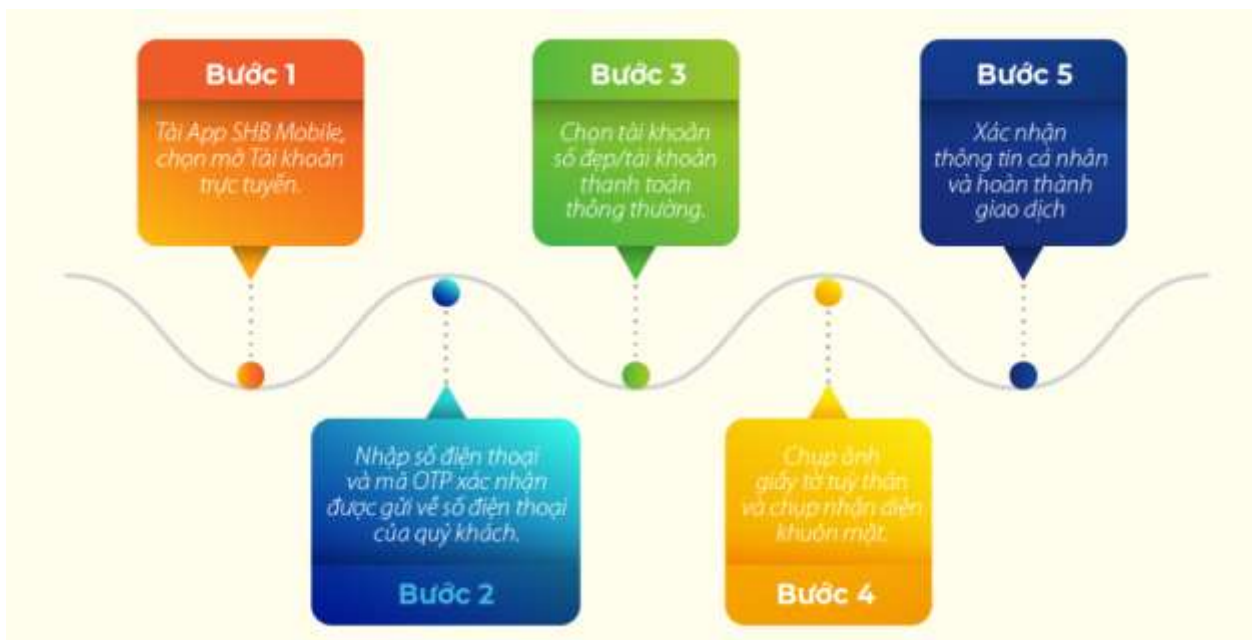 Bước 1
Tải App SHB Mobile,
chọn mở Tài khoản
trực tuyến.
Nhập số điện thoại
và mã OTP xác nhận
được gửi về số điện thoại
của quý khách.
Bước 2
Bước 3
Chọn tài khoản
số đẹp/tài khoản
thanh toán
thông thường.
Chụp ảnh
giấy tờ tuỳ thân
và chụp nhận diện
khuôn mặt.
Bước 4
Bước 5
Xác nhận
thông tin cá nhân
và hoàn thành
giao dịch